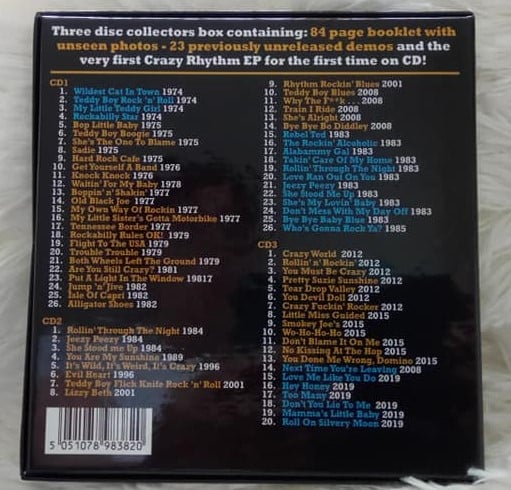 Three disc collectors box containing: 84 page booklet with
unseen photos - 23 previously unreleased demos and the
very first Crazy Rhythm EP for the first time on CD!
CD1
1. Wildest Cat In Town 1974
2. Teddy Boy Rock 'n' Roll 1974
3. My Little Teddy Girl 1974
4. Rockabilly Star 1974
5. Bop Little Baby 1975
6. Teddy Boy Boogie 1975
7. She's The One To Blame 1975
8. Sadie 1975
9. Hard Rock Cafe 1975
10. Get Yourself A Band 1976
11. Knock Knock 1976
12. Waitin' For My Baby 1978
13. Boppin' n' Shakin' 1977
14. Old Black Joe 1977
15. My Own Way Of Rockin 1977
16. My Little Sister's Gotta Motorbike 1977
17. Tennessee Border 1977
18. Rockabilly Rules OK! 1979
19. Flight To The USA 1979
20. Trouble Trouble 1979
21. Both Wheels Left The Ground 1979
22. Are You Still Crazy? 1981
23. Put A Light In The Window 19817
24. Jump 'n' Jive 1982
25. Isle Of Capri 1982
26. Alligator Shoes 1982
CD2
1. Rollin' Through The Night 1984
2. Jeezy Peezy 1984
3. She Stood me Up 1984
4. You Are My Sunshine 1989
5. It's Wild, It's Weird, It's Crazy 1996
6. Evil Heart 1996
7. Teddy Boy Flick Knife Rock 'n' Roll 2001
8. Lizzy Beth 2001
9. Rhythm Rockin' Blues 2001
10. Teddy Boy Blues 2008
11. Why The F**k . . . 2008
12. Train I Ride 2008
13. She's Alright 2008
14. Bye Bye Bo Diddley 2008
15. Rebel Ted 1983
16. The Rockin' Alcoholic 1983
17. Alabammy Gal 1983
18. Takin' Care Of My Home 1983
19. Rollin' Through The Night 1983
20. Love Ran Out On You 1983
21. Jeezy Peezy 1983
22. She Stood Me Up 1983
23. She's My Lovin' Baby 1983
24. Don't Mess With My Day Off 1983
25. Bye Bye Baby Blue 1983
26. Who's Gonna Rock Ya? 1985
CD3
1. Crazy World 2012
2. Rollin' n' Rockin' 2012
3. You Must Be Crazy 2012
4. Pretty Suzie Sunshine 2012
5. Tear Drop Valley 2012
6. You Devil Doll 2012
7. Crazy Fuckin' Rocker 2012
8. Little Miss Guided 2015
9. Smokey Joe's 2015
10. Wo-Ho-Ho-Ho 2015
11. Don't Blame It On Me 2015
12. No Kissing At The Hop 2015
13. You Done Me Wrong, Domino 2015
14. Next Time You're Leaving 2008
15. Love Me Like You Do 2019
16. Hey Honey 2019
17. Too Many 2019
18. Don't You Lie To Me 2019
19. Mamma's Little Baby 2019
20. Roll On Silvery Moon 2019
5 051078 983820